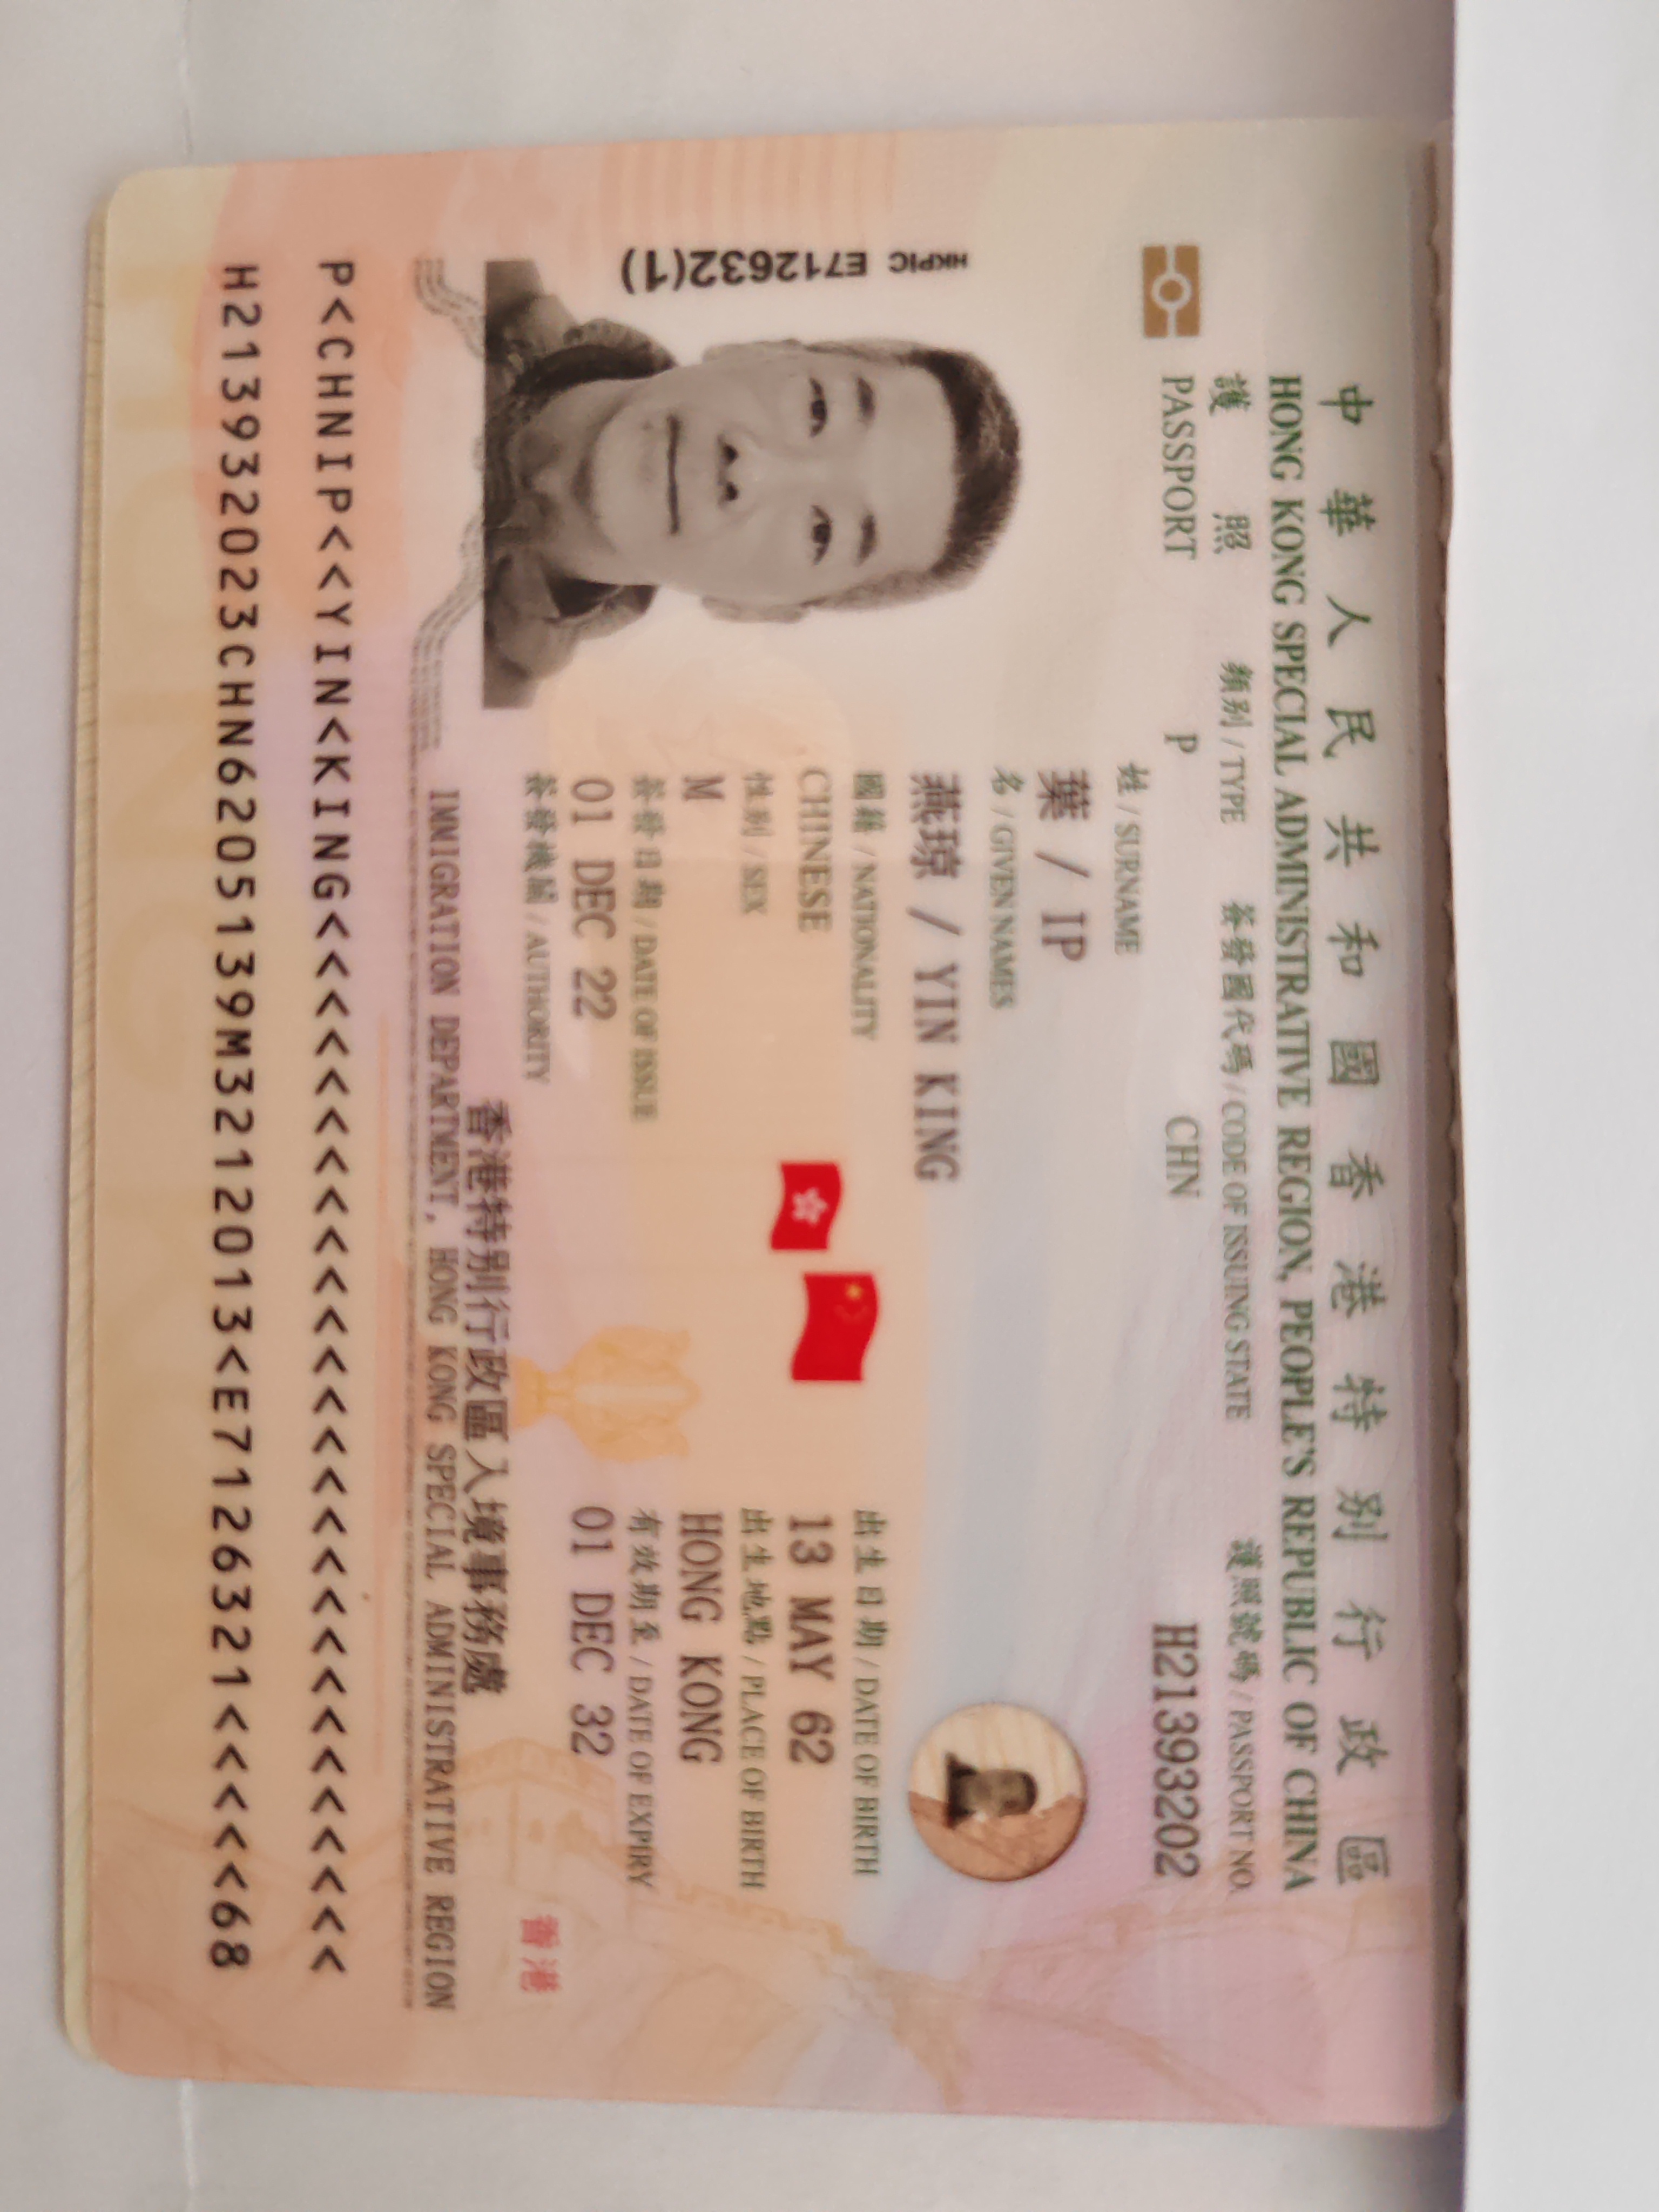 中華人民共和國香港特別行政區
HONG KONG SPECIAL ADMINISTRATIVE REGION, PEOPLE'S REPUBLIC OF CHINA
護照 類別 / TYPE 簽發國代碼 / CODE OF ISSUING STATE 護照號碼 / PASSPORT NO.
PASSPORT P CHN H21393202
姓 / SURNAME
葉 / IP
名 / GIVEN NAMES
燕琼 / YIN KING
國籍 / NATIONALITY 出生日期 / DATE OF BIRTH
CHINESE 13 MAY 62
性別 / SEX 出生地點 / PLACE OF BIRTH
M HONG KONG
簽發日期 / DATE OF ISSUE 有效期至 / DATE OF EXPIRY
01 DEC 22 01 DEC 32
簽發機關 / AUTHORITY
香港
香港特別行政區入境事務處
IMMIGRATION DEPARTMENT, HONG KONG SPECIAL ADMINISTRATIVE REGION
HKPIC E712632(1)
P<CHNIP<<YIN<KING<<<<<<<<<<<<<<<<<<<<<<<<<<<
H213932023CHN6205139M3212013<E7126321<<<<<68